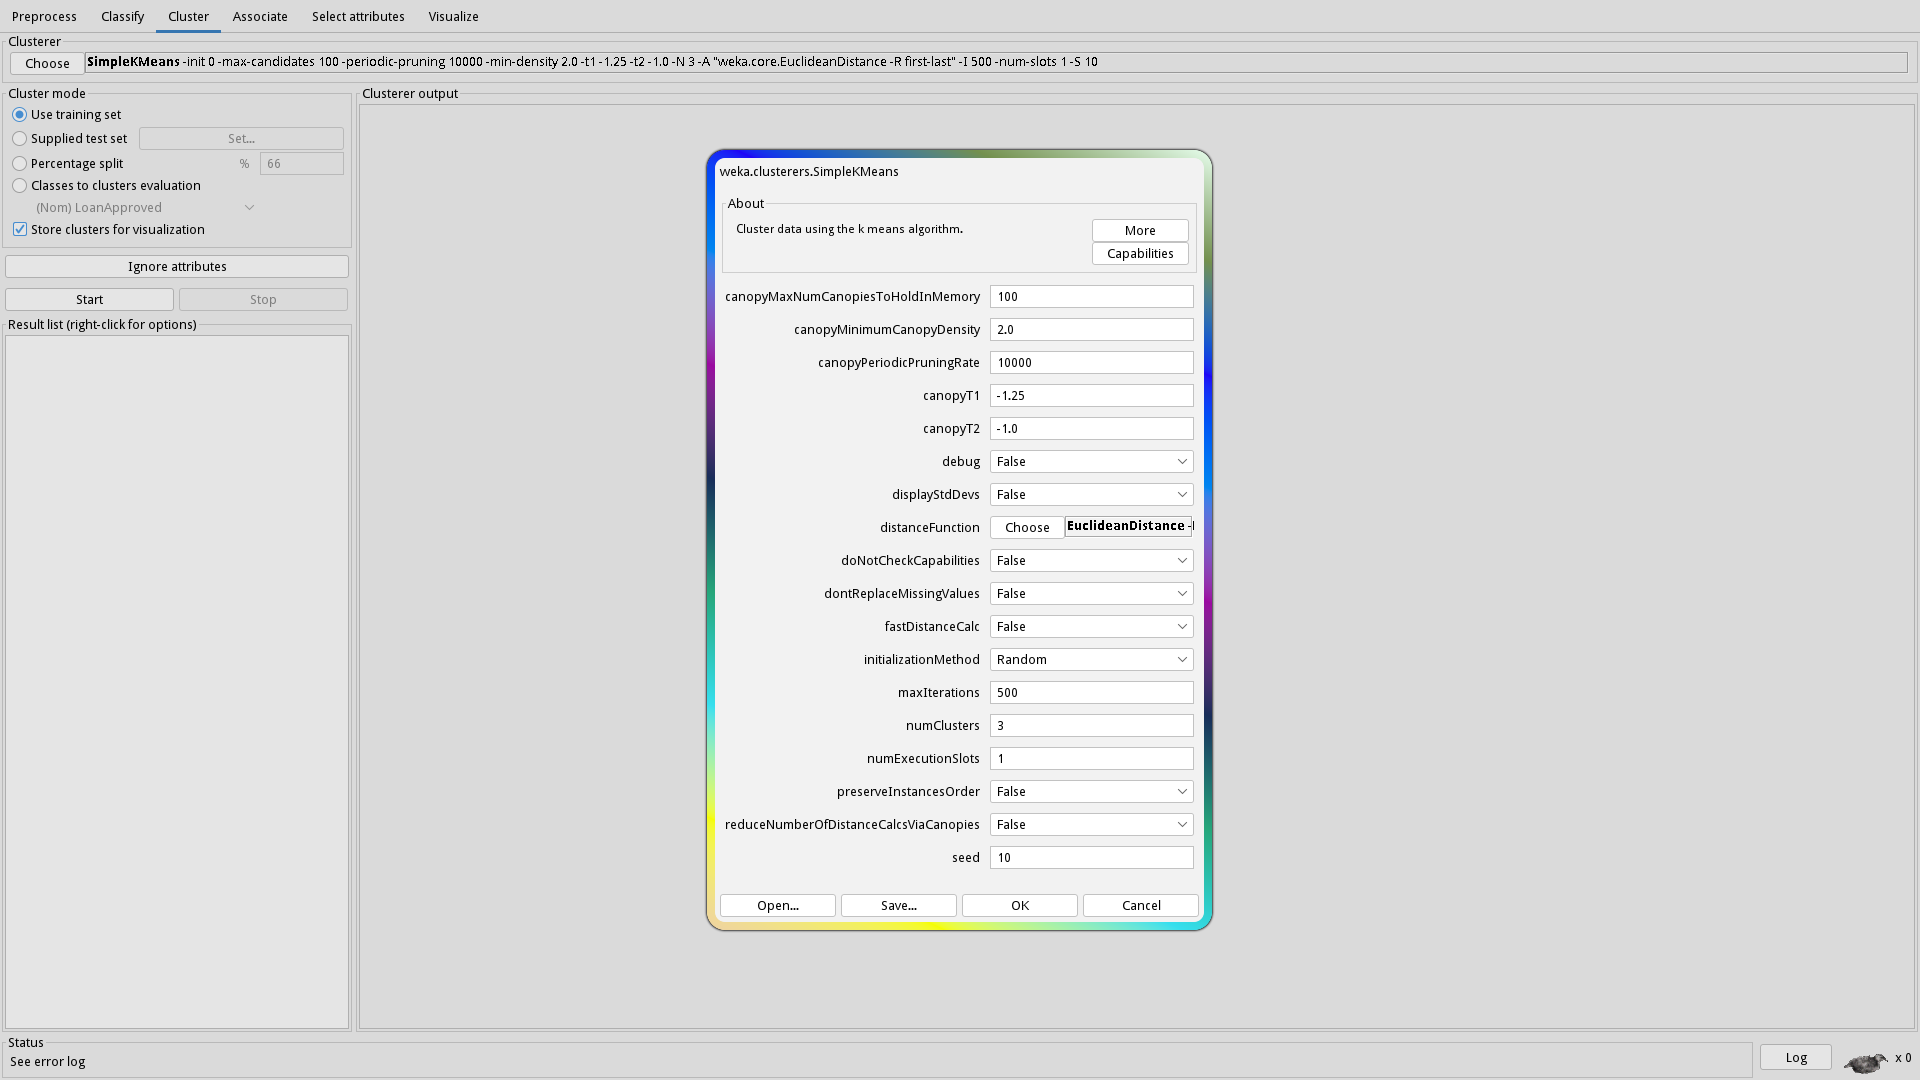 Preprocess Classify Cluster Associate Select attributes Visualize
Clusterer
Choose SimpleKMeans -init 0 -max-candidates 100 -periodic-pruning 10000 -min-density 2.0 -t1 -1.25 -t2 -1.0 -N 3 -A "weka.core.EuclideanDistance -R first-last" -I 500 -num-slots 1 -S 10
Cluster mode
Use training set
Supplied test set Set...
Percentage split % 66
Classes to clusters evaluation
(Nom) LoanApproved
Store clusters for visualization
Ignore attributes
Start Stop
Result list (right-click for options)
Clusterer output
weka.clusterers.SimpleKMeans
About
Cluster data using the k means algorithm.
More
Capabilities
canopyMaxNumCanopiesToHoldInMemory 100
canopyMinimumCanopyDensity 2.0
canopyPeriodicPruningRate 10000
canopyT1 -1.25
canopyT2 -1.0
debug False
displayStdDevs False
distanceFunction Choose EuclideanDistance -
doNotCheckCapabilities False
dontReplaceMissingValues False
fastDistanceCalc False
initializationMethod Random
maxIterations 500
numClusters 3
numExecutionSlots 1
preserveInstancesOrder False
reduceNumberOfDistanceCalcsViaCanopies False
seed 10
Open... Save... OK Cancel
Status
See error log
Log x 0